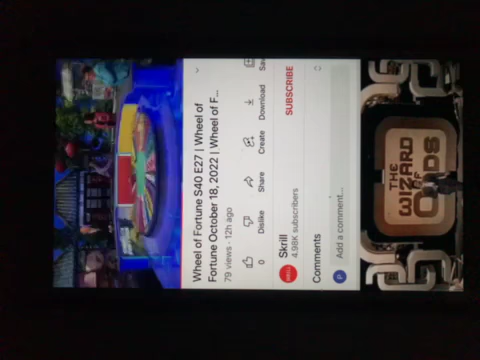 Wheel of Fortune S40 E27 | Wheel of
Fortune October 18, 2022 | Wheel of F...
79 views · 12h ago
0
Dislike
Share
Create
Download
Skrill
4.98K subscribers
SUBSCRIBE
Comments
P
Add a comment...
THE
WIZARD
OF
ODDS